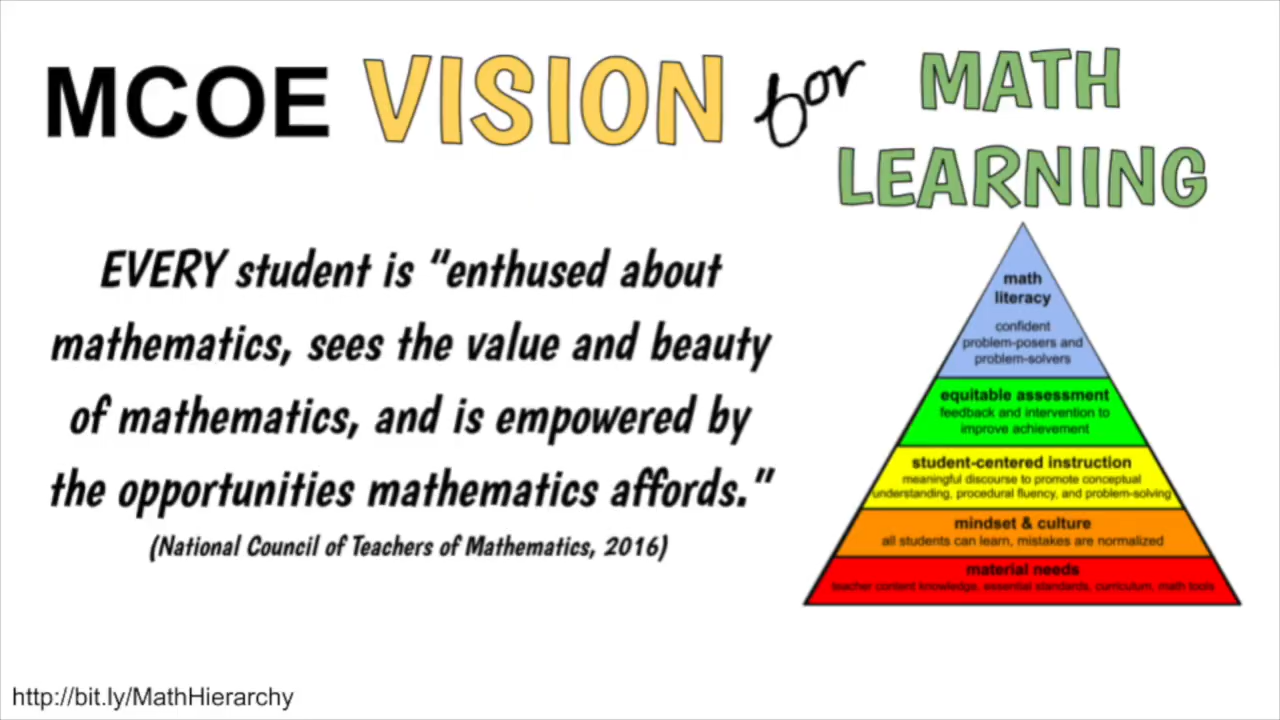 MCOE VISION for MATH
LEARNING
EVERY student is “enthused about
mathematics, sees the value and beauty
of mathematics, and is empowered by
the opportunities mathematics affords.”
(National Council of Teachers of Mathematics, 2016)
math
literacy
confident
problem-posers and
problem-solvers
equitable assessment
feedback and intervention to
improve achievement
student-centered instruction
meaningful discourse to promote conceptual
understanding, procedural fluency, and problem-solving
mindset & culture
all students can learn, mistakes are normalized
material needs
teacher content knowledge, essential standards, curriculum, math tools
http://bit.ly/MathHierarchy